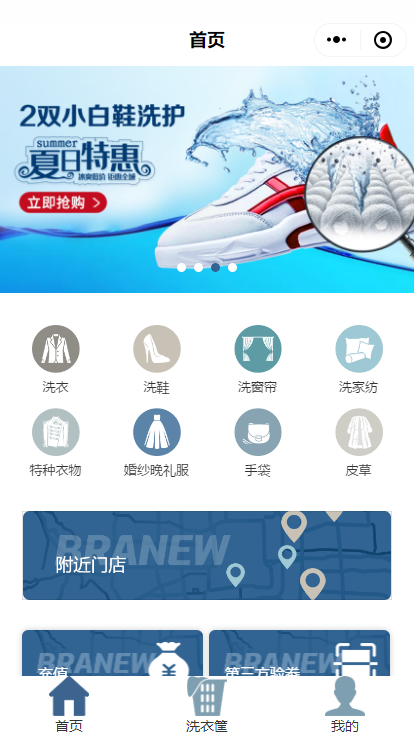 首页
2双小白鞋洗护
summer
夏日特惠
冰爽低价 钜惠全城
立即抢购 >
洗衣
洗鞋
洗窗帘
洗家纺
特种衣物
婚纱晚礼服
手袋
皮草
BRANEW
附近门店
BRANEW
充值
BRANEW
第三方验券
首页
洗衣筐
我的